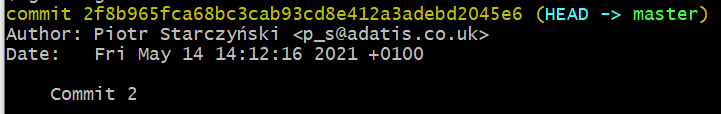 commit 2f8b965fca68bc3cab93cd8e412a3adebd2045e6 (HEAD -> master)
Author: Piotr Starczyński <p_s@adatis.co.uk>
Date:   Fri May 14 14:12:16 2021 +0100
Commit 2